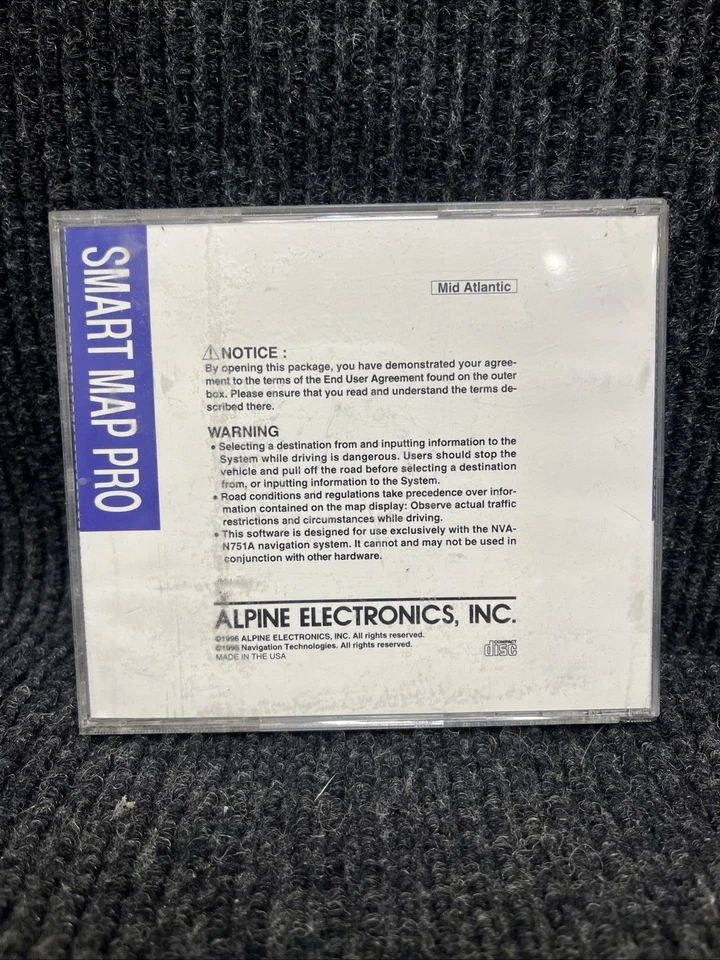 SMART MAP PRO
Mid Atlantic
⚠NOTICE :
By opening this package, you have demonstrated your agree-
ment to the terms of the End User Agreement found on the outer
box. Please ensure that you read and understand the terms de-
scribed there.
WARNING
• Selecting a destination from and inputting information to the
System while driving is dangerous. Users should stop the
vehicle and pull off the road before selecting a destination
from, or inputting information to the System.
• Road conditions and regulations take precedence over infor-
mation contained on the map display: Observe actual traffic
restrictions and circumstances while driving.
• This software is designed for use exclusively with the NVA-
N751A navigation system. It cannot and may not be used in
conjunction with other hardware.
ALPINE ELECTRONICS, INC.
©1996 ALPINE ELECTRONICS, INC. All rights reserved.
©1996 Navigation Technologies. All rights reserved.
MADE IN THE USA
COMPACT
disc